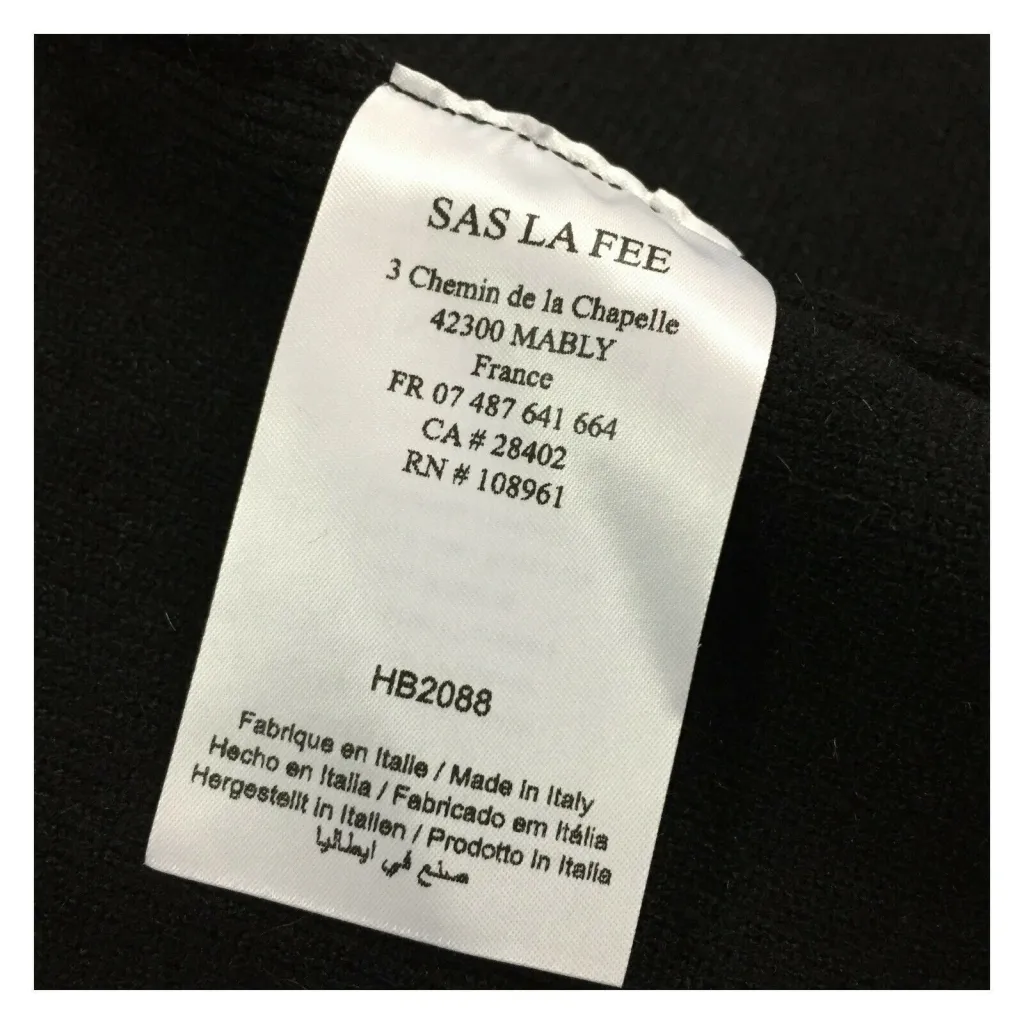 SAS LA FEE
3 Chemin de la Chapelle
42300 MABLY
France
FR 07 487 641 664
CA # 28402
RN # 108961
HB2088
Fabrique en Italie / Made in Italy
Hecho en Italia / Fabricado em Itália
Hergestellt in Italien / Prodotto in Italia
صنع في ايطاليا